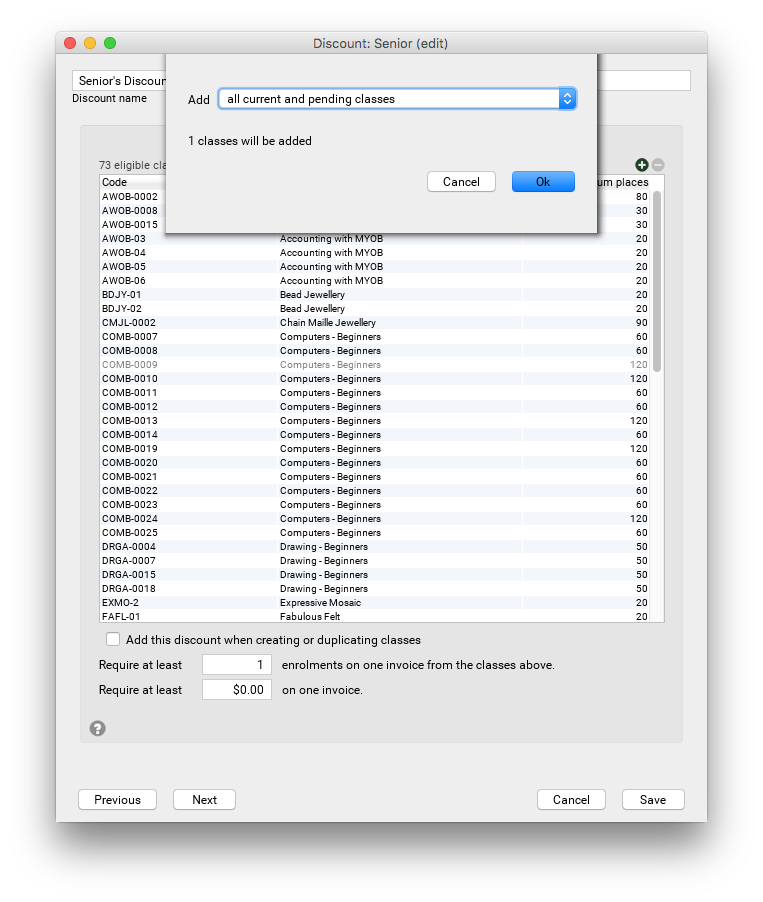 Discount: Senior (edit)
Senior's Discoun
Discount name
Add all current and pending classes
1 classes will be added
Cancel Ok
73 eligible cla
Code um places
AWOB-0002 80
AWOB-0008 30
AWOB-0015 30
AWOB-03 Accounting with MYOB 20
AWOB-04 Accounting with MYOB 20
AWOB-05 Accounting with MYOB 20
AWOB-06 Accounting with MYOB 20
BDJY-01 Bead Jewellery 20
BDJY-02 Bead Jewellery 20
CMJL-0002 Chain Maille Jewellery 90
COMB-0007 Computers - Beginners 60
COMB-0008 Computers - Beginners 60
COMB-0009 Computers - Beginners 120
COMB-0010 Computers - Beginners 120
COMB-0011 Computers - Beginners 60
COMB-0012 Computers - Beginners 60
COMB-0013 Computers - Beginners 120
COMB-0014 Computers - Beginners 60
COMB-0019 Computers - Beginners 120
COMB-0020 Computers - Beginners 60
COMB-0021 Computers - Beginners 60
COMB-0022 Computers - Beginners 60
COMB-0023 Computers - Beginners 60
COMB-0024 Computers - Beginners 120
COMB-0025 Computers - Beginners 60
DRGA-0004 Drawing - Beginners 50
DRGA-0007 Drawing - Beginners 50
DRGA-0015 Drawing - Beginners 50
DRGA-0018 Drawing - Beginners 50
EXMO-2 Expressive Mosaic 20
FAFL-01 Fabulous Felt 20
Add this discount when creating or duplicating classes
Require at least 1 enrolments on one invoice from the classes above.
Require at least $0.00 on one invoice.
?
Previous Next Cancel Save